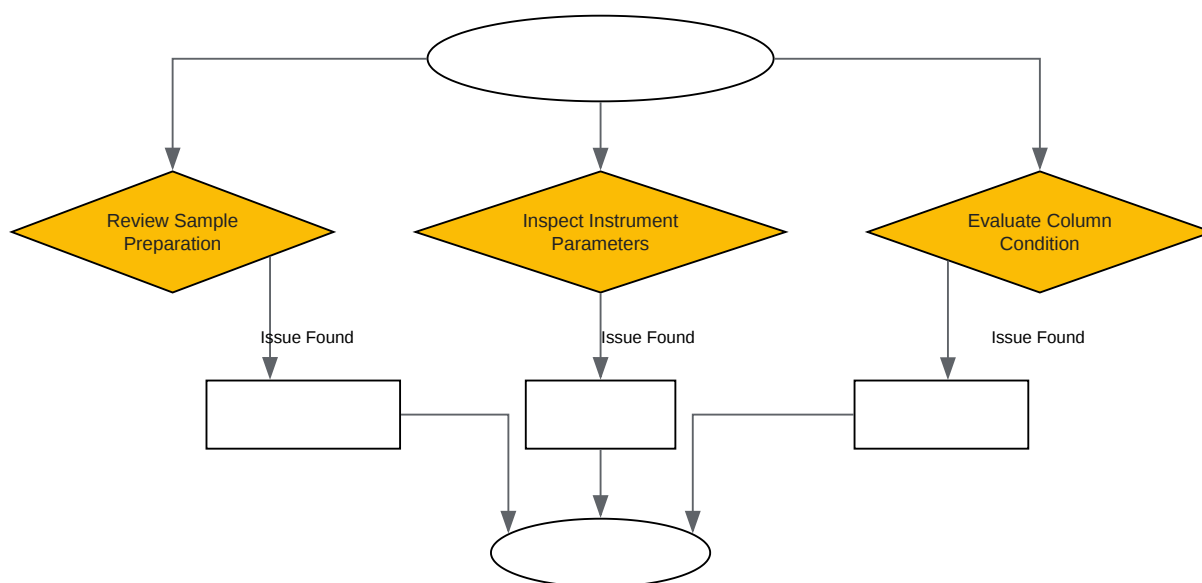 Review Sample
Preparation
Inspect Instrument
Parameters
Evaluate Column
Condition
Issue Found
Issue Found
Issue Found